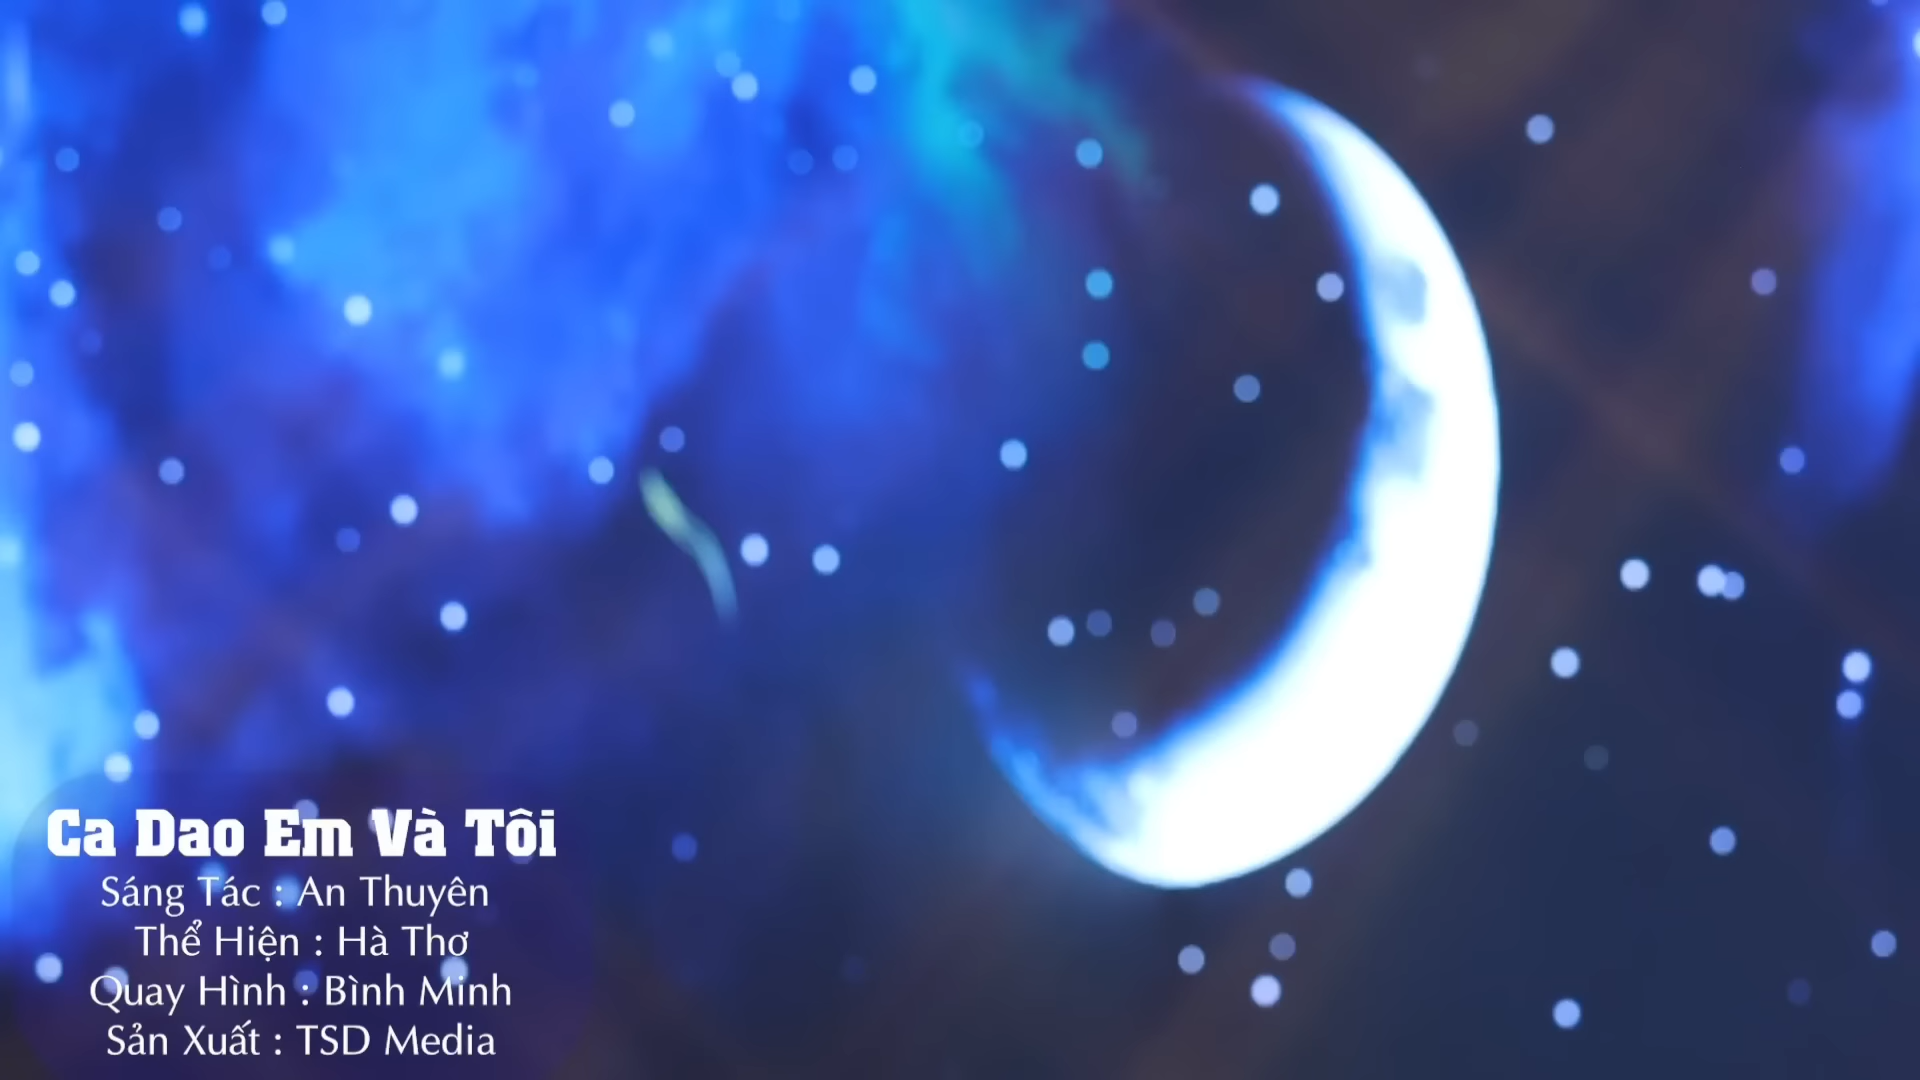 Ca Dao Em Và Tôi
Sáng Tác : An Thuyên
Thể Hiện : Hà Thơ
Quay Hình : Bình Minh
Sản Xuất : TSD Media